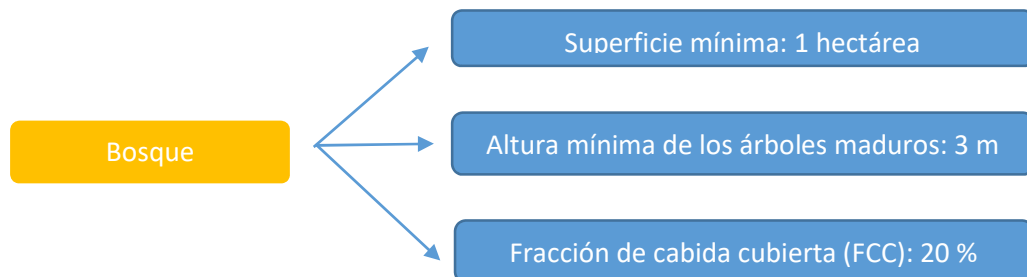 Superficie mínima: 1 hectárea
Bosque
Altura mínima de los árboles maduros: 3 m
Fracción de cabida cubierta (FCC): 20 %